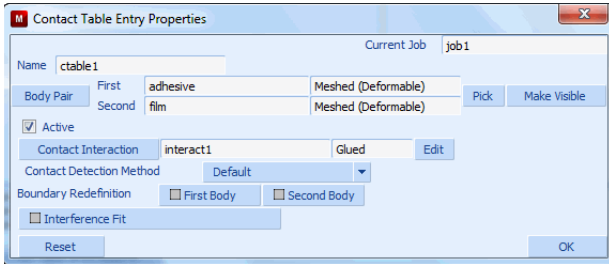 M Contact Table Entry Properties X
Current Job job1
Name ctable1
Body Pair First adhesive Meshed (Deformable) Pick Make Visible
Second film Meshed (Deformable)
Active
Contact Interaction interact1 Glued Edit
Contact Detection Method Default
Boundary Redefinition First Body Second Body
Interference Fit
Reset OK